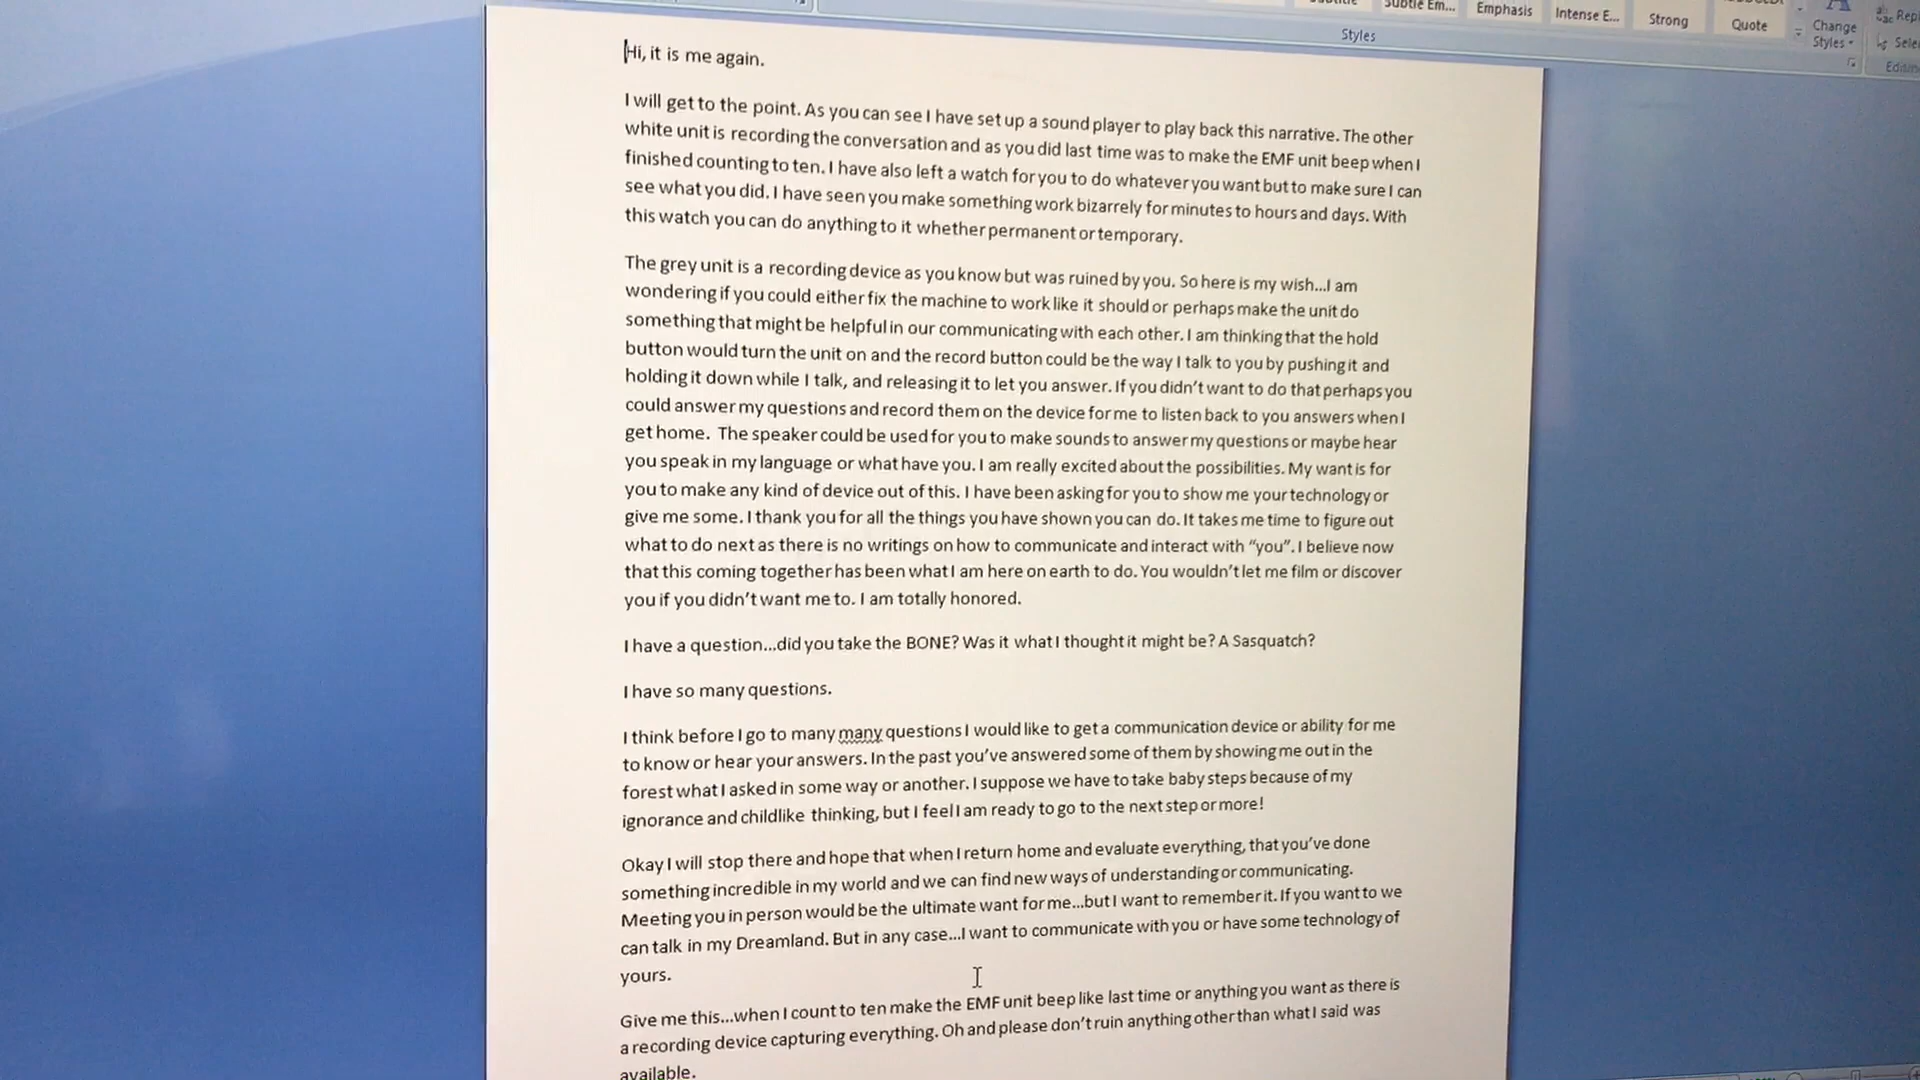 Subtle Em...
Emphasis
Intense E...
Strong
Quote
Change
Styles
Styles
Hi, it is me again.
I will get to the point. As you can see I have set up a sound player to play back this narrative. The other
white unit is recording the conversation and as you did last time was to make the EMF unit beep when I
finished counting to ten. I have also left a watch for you to do whatever you want but to make sure I can
see what you did. I have seen you make something work bizarrely for minutes to hours and days. With
this watch you can do anything to it whether permanent or temporary.
The grey unit is a recording device as you know but was ruined by you. So here is my wish...I am
wondering if you could either fix the machine to work like it should or perhaps make the unit do
something that might be helpful in our communicating with each other. I am thinking that the hold
button would turn the unit on and the record button could be the way I talk to you by pushing it and
holding it down while I talk, and releasing it to let you answer. If you didn't want to do that perhaps you
could answer my questions and record them on the device for me to listen back to you answers when I
get home.  The speaker could be used for you to make sounds to answer my questions or maybe hear
you speak in my language or what have you. I am really excited about the possibilities. My want is for
you to make any kind of device out of this. I have been asking for you to show me your technology or
give me some. I thank you for all the things you have shown you can do. It takes me time to figure out
what to do next as there is no writings on how to communicate and interact with "you". I believe now
that this coming together has been what I am here on earth to do. You wouldn't let me film or discover
you if you didn't want me to. I am totally honored.
I have a question...did you take the BONE? Was it what I thought it might be? A Sasquatch?
I have so many questions.
I think before I go to many many questions I would like to get a communication device or ability for me
to know or hear your answers. In the past you've answered some of them by showing me out in the
forest what I asked in some way or another. I suppose we have to take baby steps because of my
ignorance and childlike thinking, but I feel I am ready to go to the next step or more!
Okay I will stop there and hope that when I return home and evaluate everything, that you've done
something incredible in my world and we can find new ways of understanding or communicating.
Meeting you in person would be the ultimate want for me...but I want to remember it. If you want to we
can talk in my Dreamland. But in any case...I want to communicate with you or have some technology of
yours.
Give me this...when I count to ten make the EMF unit beep like last time or anything you want as there is
a recording device capturing everything. Oh and please don't ruin anything other than what I said was
available.